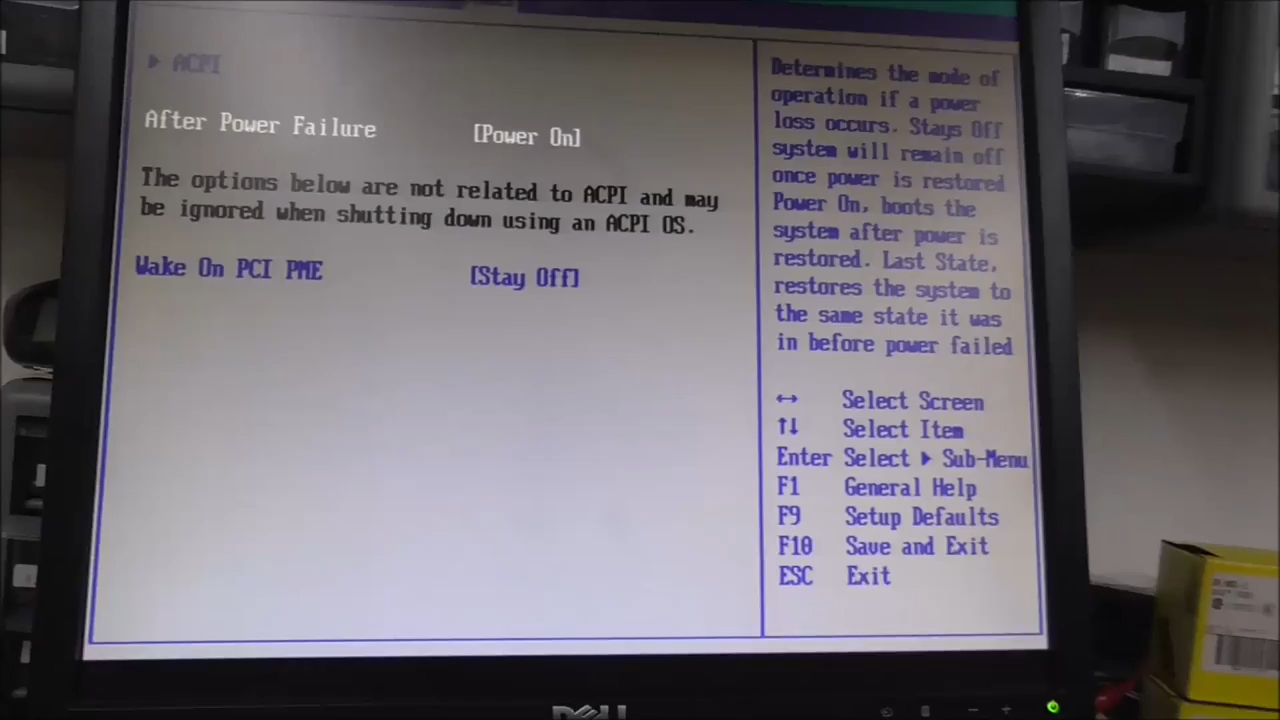 ▶ ACPI
After Power Failure [Power On]
The options below are not related to ACPI and may
be ignored when shutting down using an ACPI OS.
Wake On PCI PME [Stay Off]
Determines the mode of
operation if a power
loss occurs. Stays Off
system will remain off
once power is restored
Power On, boots the
system after power is
restored. Last State,
restores the system to
the same state it was
in before power failed
↔ Select Screen
↑↓ Select Item
Enter Select ▶ Sub-Menu
F1 General Help
F9 Setup Defaults
F10 Save and Exit
ESC Exit
DELL